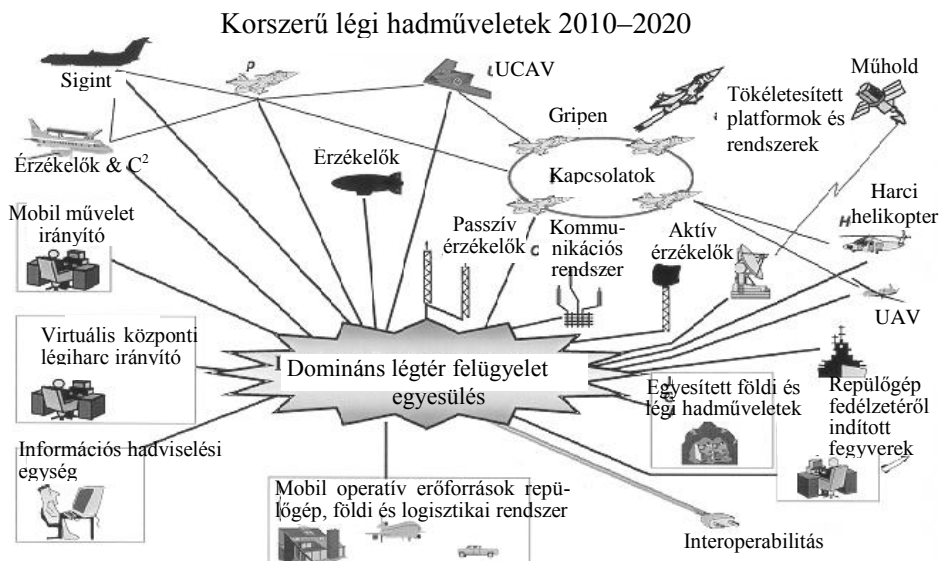 Korszerű légi hadműveletek 2010–2020
Sigint
P
UCAV
Műhold
Tökéletesített
platformok és
rendszerek
Gripen
Érzékelők & C²
Érzékelők
Kapcsolatok
Harci
helikopter
H
Mobil művelet
irányító
Passzív
érzékelők
Kommu-
nikációs
rendszer
Aktív
érzékelők
UAV
Virtuális központi
légiharc irányító
Domináns légtér felügyelet
egyesülés
Egyesített földi és
légi hadműveletek
Repülőgép
fedélzetéről
indított
fegyverek
Információs hadviselési
egység
Mobil operatív erőforrások repü-
lőgép, földi és logisztikai rendszer
Interoperabilitás